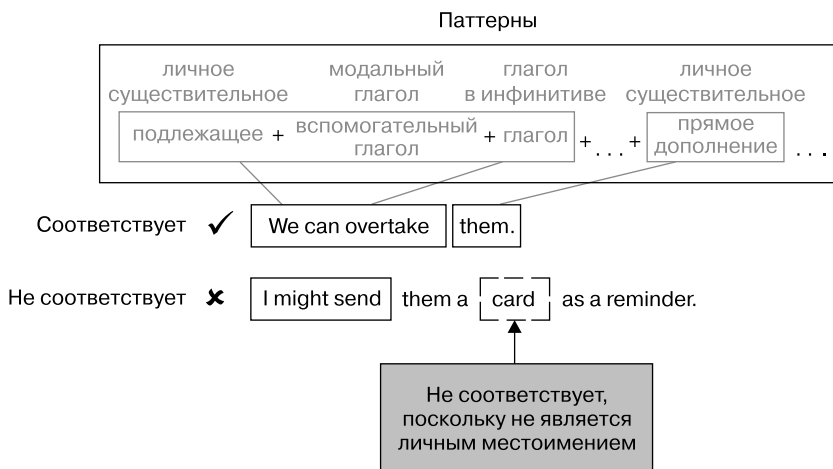 Паттерны
личное модальный глагол личное
существительное глагол в инфинитиве существительное
подлежащее + вспомогательный глагол + глагол + ... + прямое дополнение ...
Соответствует ✓ We can overtake them.
Не соответствует ✘ I might send them a card as a reminder.
Не соответствует,
поскольку не является
личным местоимением